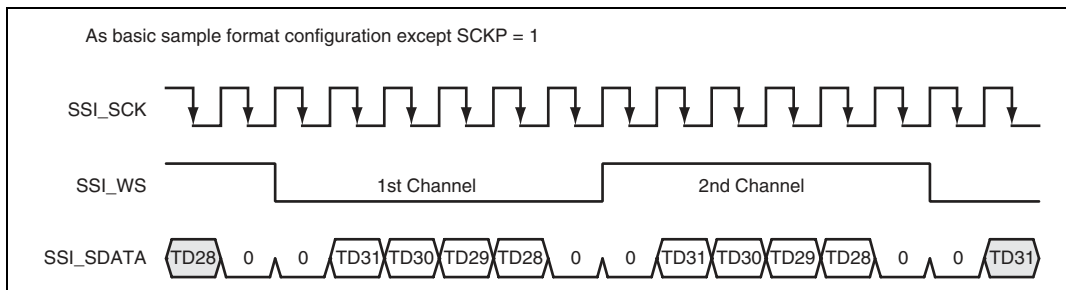 As basic sample format configuration except SCKP = 1
SSI_SCK
SSI_WS 1st Channel 2nd Channel
SSI_SDATA TD28 0 0 TD31 TD30 TD29 TD28 0 0 TD31 TD30 TD29 TD28 0 0 TD31